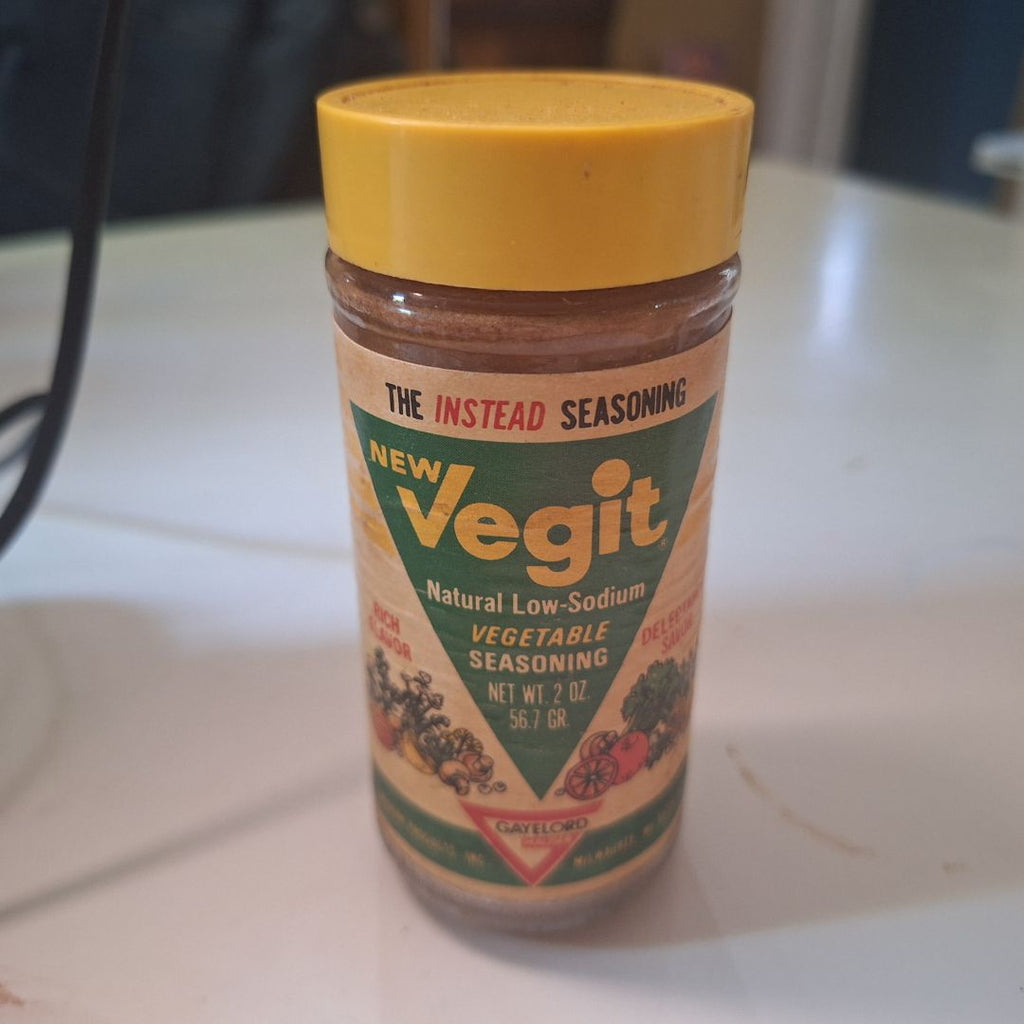 THE INSTEAD SEASONING
NEW
Vegit
Natural Low-Sodium
VEGETABLE
SEASONING
NET WT. 2 OZ.
56.7 GR.
RICH
FLAVOR
GAYELORD
INC.